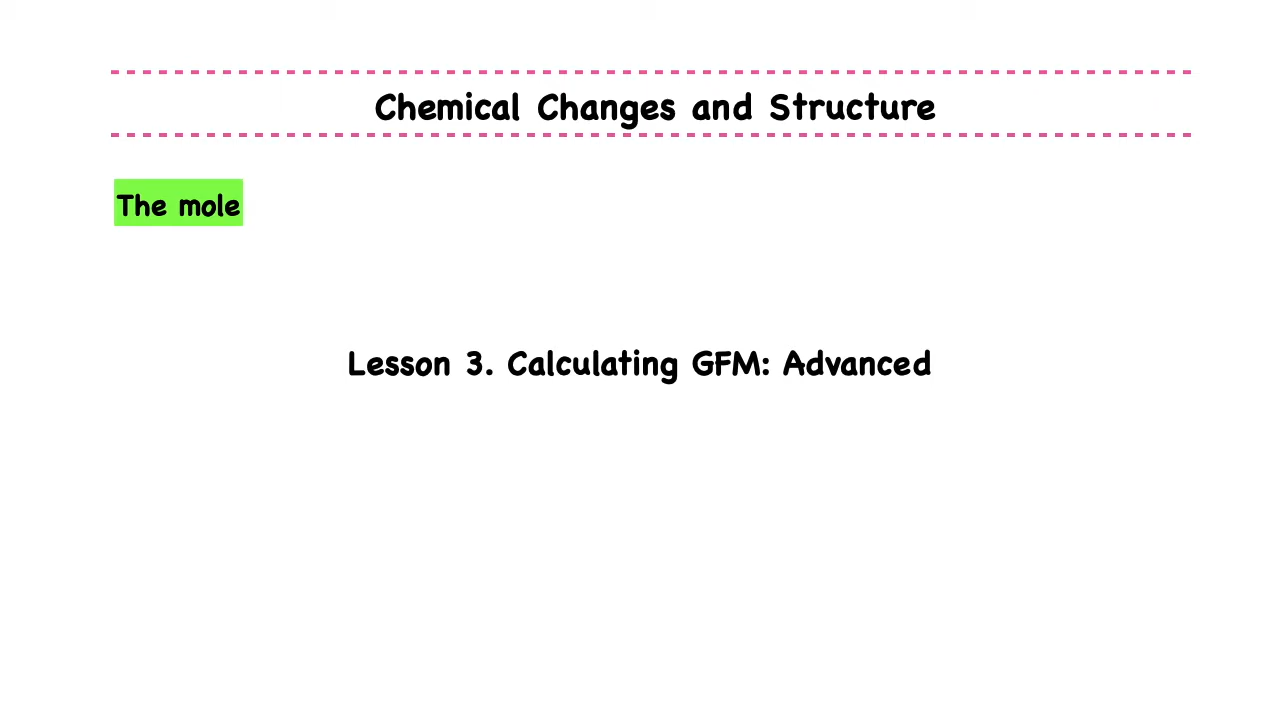 Chemical Changes and Structure
The mole
Lesson 3. Calculating GFM: Advanced